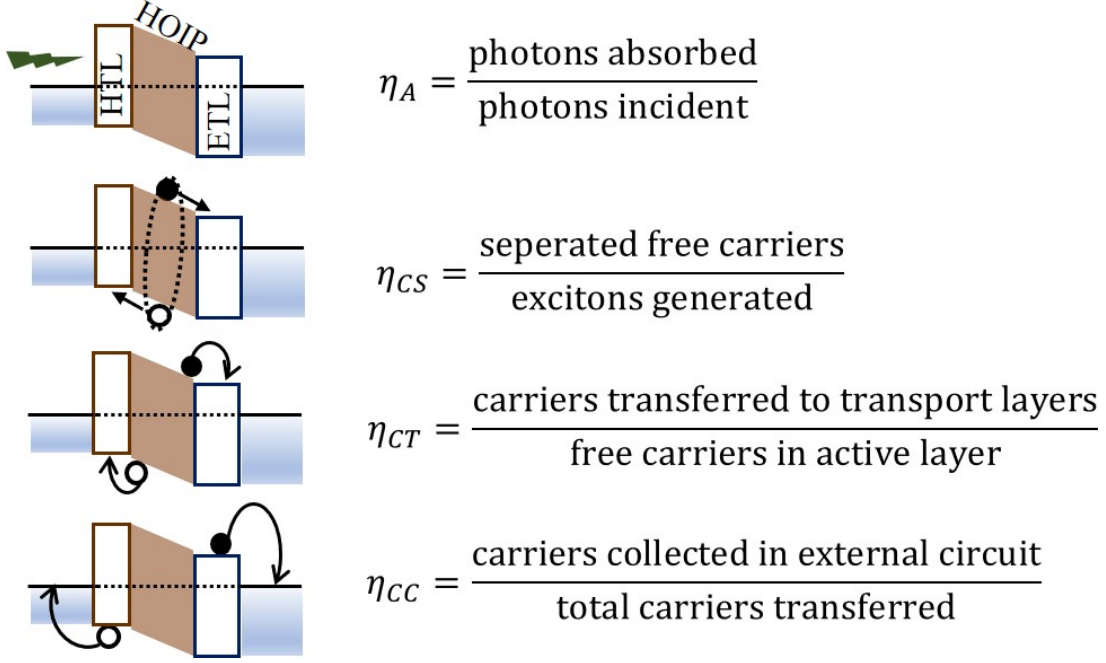 HOIP
HTL
ETL
η_A = photons absorbed / photons incident
η_CS = seperated free carriers / excitons generated
η_CT = carriers transferred to transport layers / free carriers in active layer
η_CC = carriers collected in external circuit / total carriers transferred